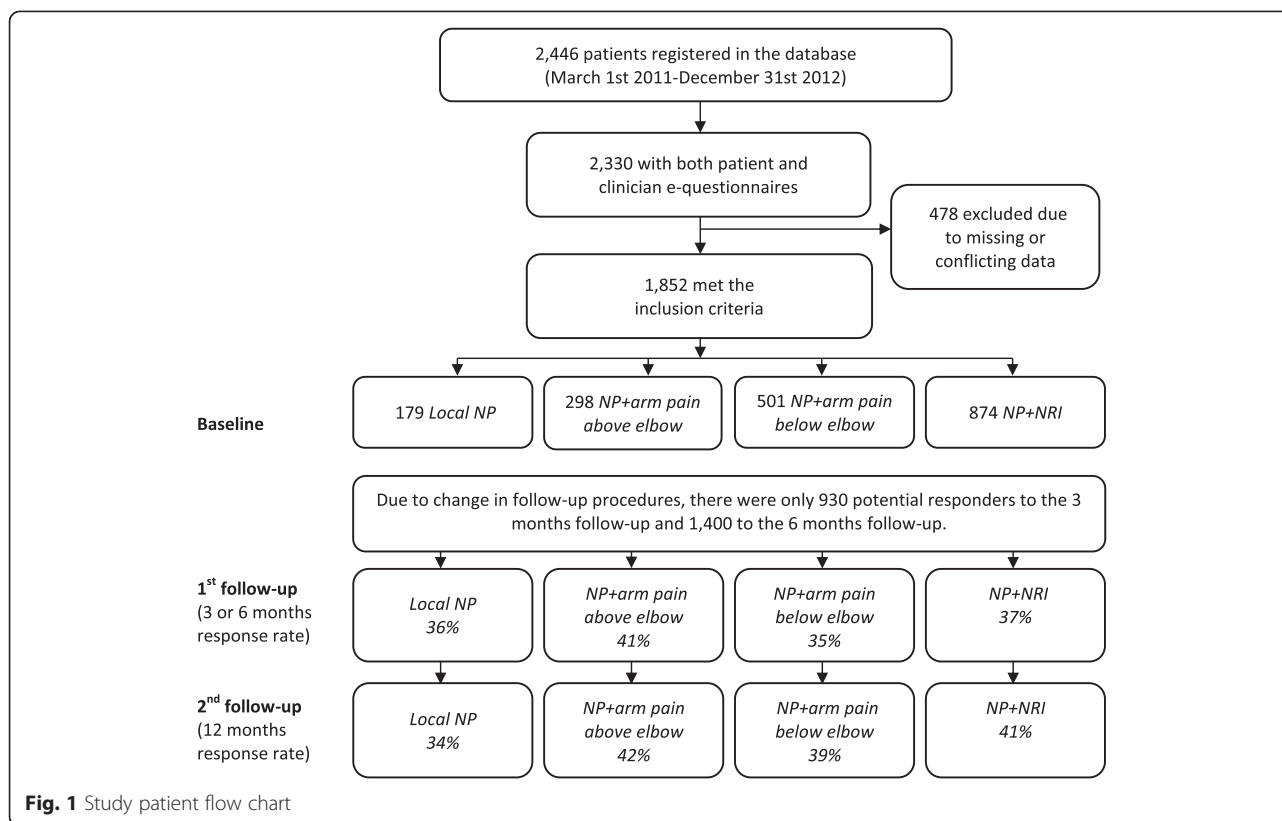 2,446 patients registered in the database
(March 1st 2011-December 31st 2012)
2,330 with both patient and
clinician e-questionnaires
478 excluded due
to missing or
conflicting data
1,852 met the
inclusion criteria
Baseline
179 Local NP
298 NP+arm pain
above elbow
501 NP+arm pain
below elbow
874 NP+NRI
Due to change in follow-up procedures, there were only 930 potential responders to the 3
months follow-up and 1,400 to the 6 months follow-up.
1st follow-up
(3 or 6 months
response rate)
Local NP
36%
NP+arm pain
above elbow
41%
NP+arm pain
below elbow
35%
NP+NRI
37%
2nd follow-up
(12 months
response rate)
Local NP
34%
NP+arm pain
above elbow
42%
NP+arm pain
below elbow
39%
NP+NRI
41%
Fig. 1 Study patient flow chart